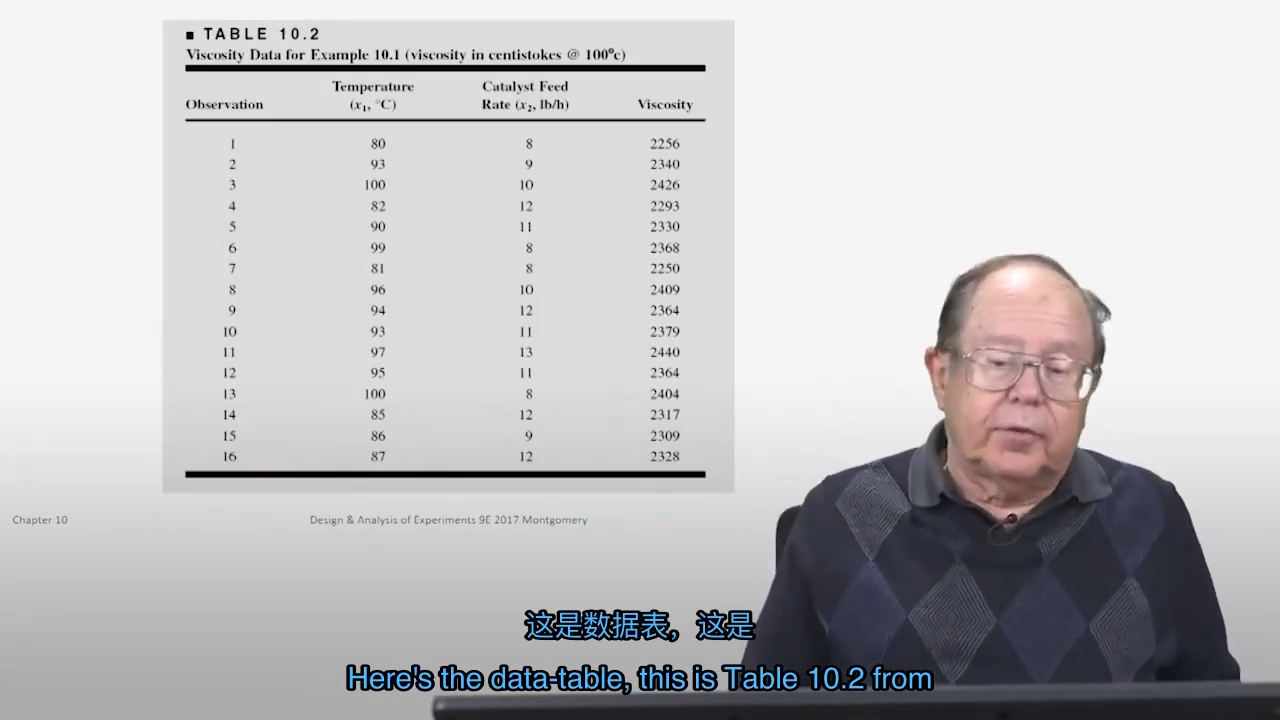 ■ TABLE 10.2
Viscosity Data for Example 10.1 (viscosity in centistokes @ 100°c)
Observation Temperature (x₁, °C) Catalyst Feed Rate (x₂, lb/h) Viscosity
1 80 8 2256
2 93 9 2340
3 100 10 2426
4 82 12 2293
5 90 11 2330
6 99 8 2368
7 81 8 2250
8 96 10 2409
9 94 12 2364
10 93 11 2379
11 97 13 2440
12 95 11 2364
13 100 8 2404
14 85 12 2317
15 86 9 2309
16 87 12 2328
Chapter 10
Design & Analysis of Experiments 9E 2017 Montgomery
这是数据表，这是
Here's the data-table, this is Table 10.2 from